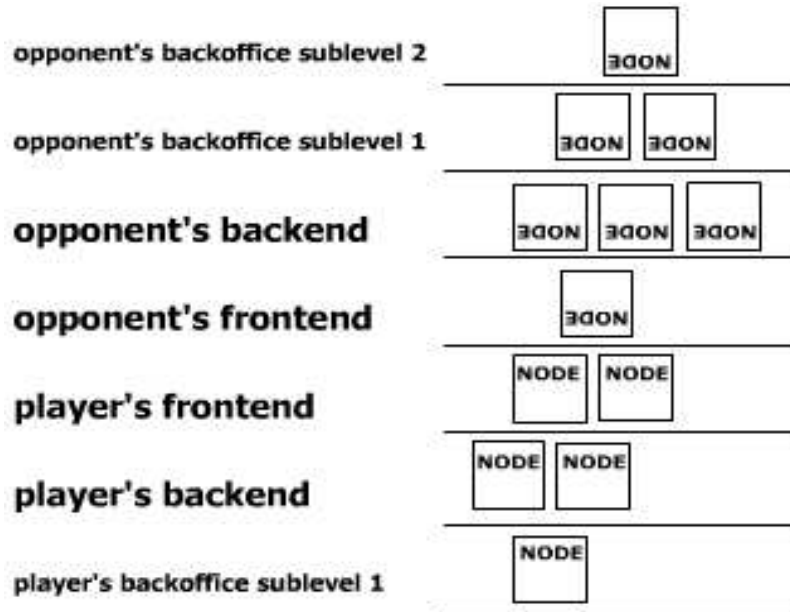 opponent's backoffice sublevel 2
NODE
opponent's backoffice sublevel 1
NODE NODE
opponent's backend
NODE NODE NODE
opponent's frontend
NODE
player's frontend
NODE NODE
player's backend
NODE NODE
player's backoffice sublevel 1
NODE